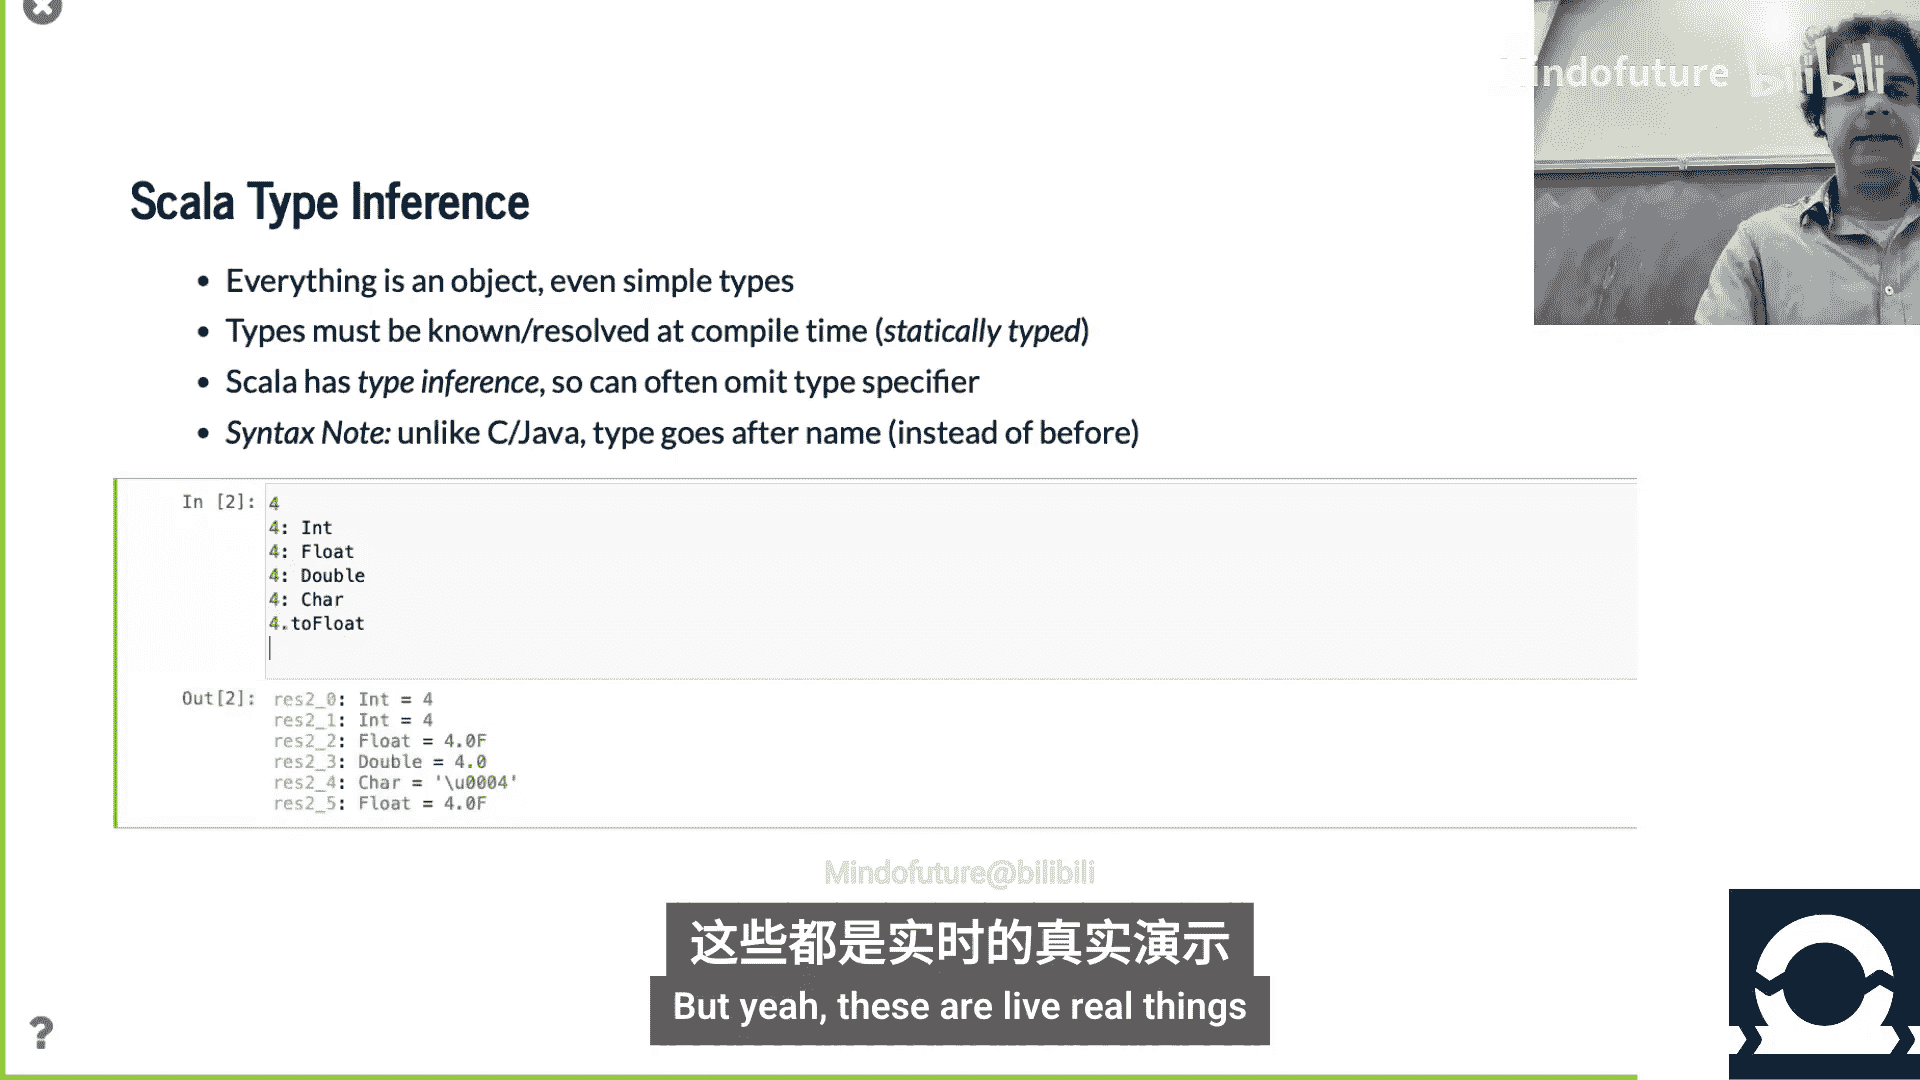 indofuture bilibili
Scala Type Inference
• Everything is an object, even simple types
• Types must be known/resolved at compile time (statically typed)
• Scala has type inference, so can often omit type specifier
• Syntax Note: unlike C/Java, type goes after name (instead of before)
In [2]: 4
4: Int
4: Float
4: Double
4: Char
4.toFloat
Out[2]: res2_0: Int = 4
res2_1: Int = 4
res2_2: Float = 4.0F
res2_3: Double = 4.0
res2_4: Char = '\u0004'
res2_5: Float = 4.0F
Mindofuture@bilibili
这些都是实时的真实演示
But yeah, these are live real things
?